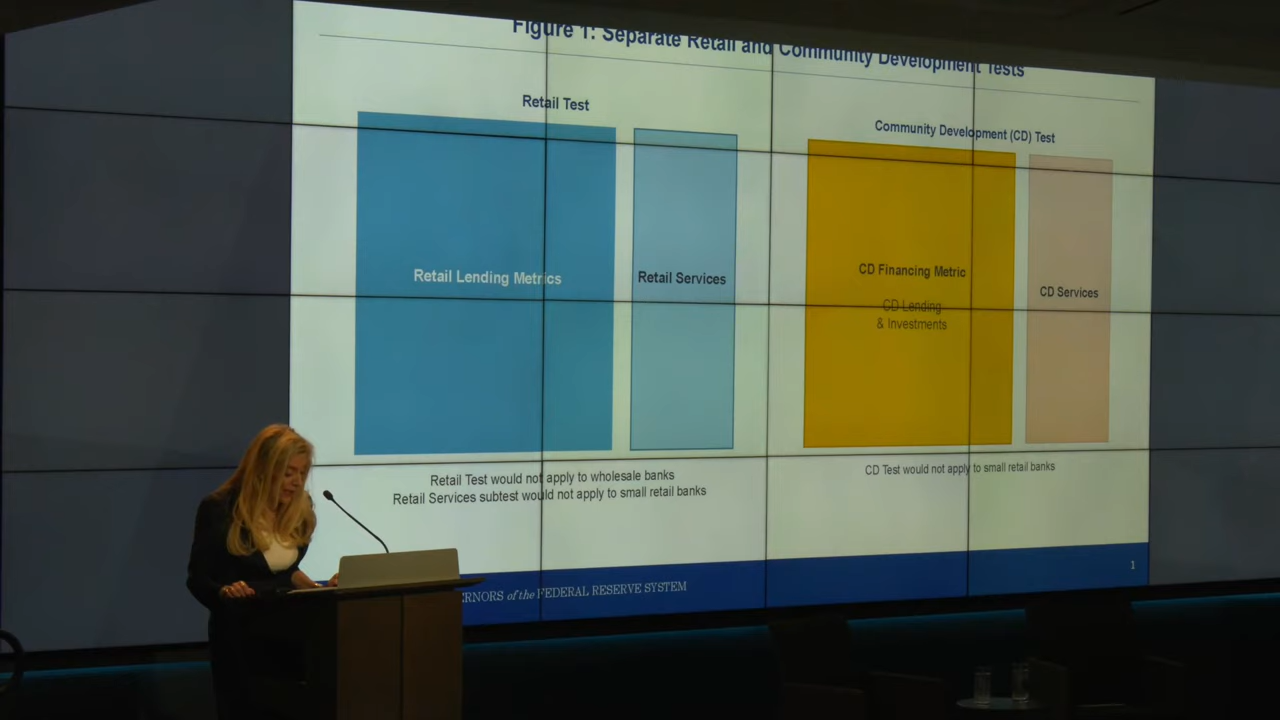 Figure 1: Separate Retail and Community Development Tests
Retail Test
Community Development (CD) Test
Retail Lending Metrics
Retail Services
CD Financing Metric
CD Lending
& Investments
CD Services
Retail Test would not apply to wholesale banks
Retail Services subtest would not apply to small retail banks
CD Test would not apply to small retail banks
ERNORS of the FEDERAL RESERVE SYSTEM
1